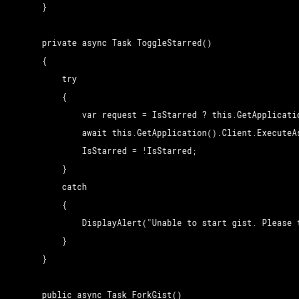 }
private async Task ToggleStarred()
{
try
{
var request = IsStarred ? this.GetApplicatio
await this.GetApplication().Client.ExecuteAs
IsStarred = !IsStarred;
}
catch
{
DisplayAlert("Unable to start gist. Please t
}
}
public async Task ForkGist()